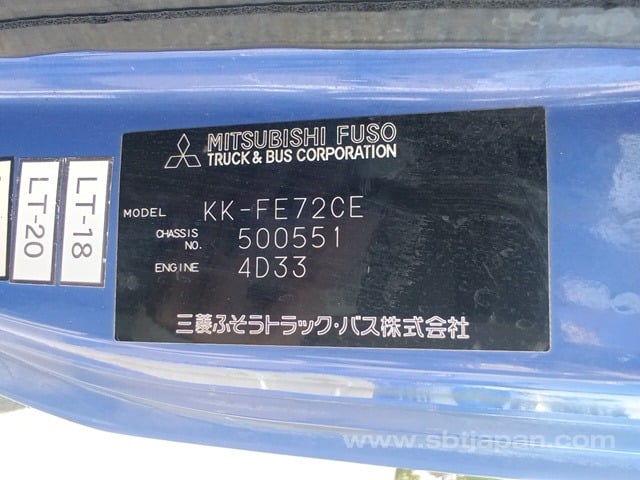 MITSUBISHI FUSO
TRUCK & BUS CORPORATION
MODEL KK-FE72CE
CHASSIS NO. 500551
ENGINE 4D33
三菱ふそうトラック・バス株式会社
LT-20
LT-18
www.sbtjapan.com